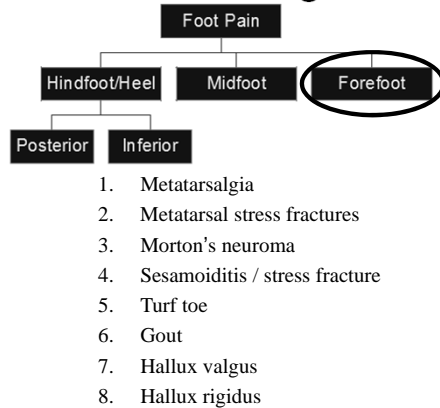 Foot Pain
Hindfoot/Heel Midfoot Forefoot
Posterior Inferior
1. Metatarsalgia
2. Metatarsal stress fractures
3. Morton's neuroma
4. Sesamoiditis / stress fracture
5. Turf toe
6. Gout
7. Hallux valgus
8. Hallux rigidus